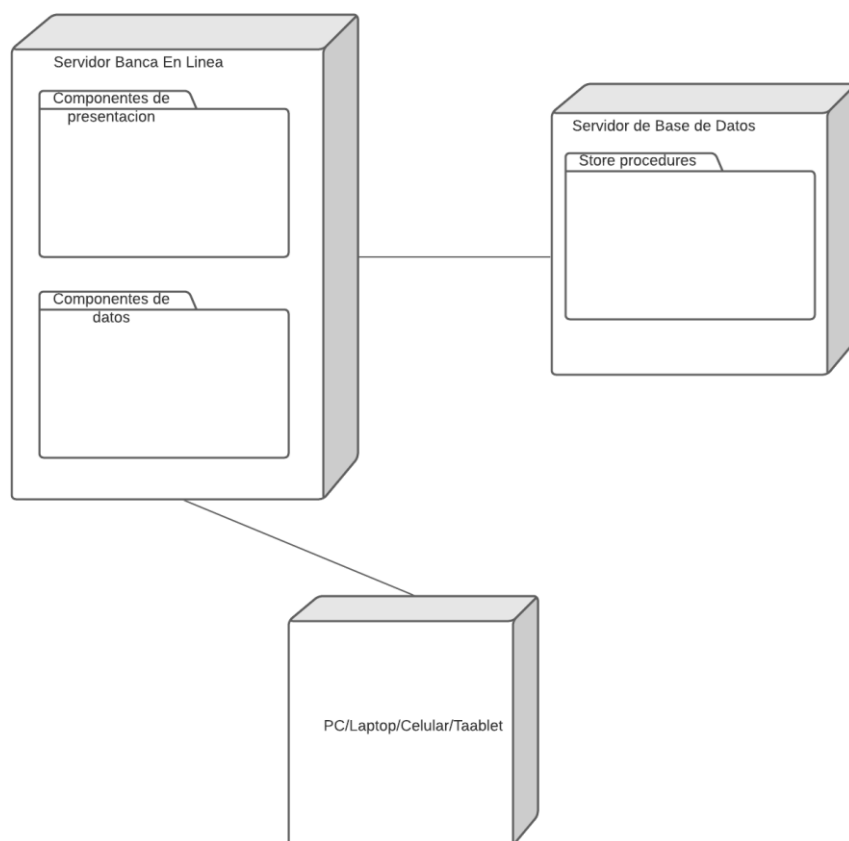 Servidor Banca En Linea
Componentes de
presentacion
Componentes de
datos
Servidor de Base de Datos
Store procedures
PC/Laptop/Celular/Taablet